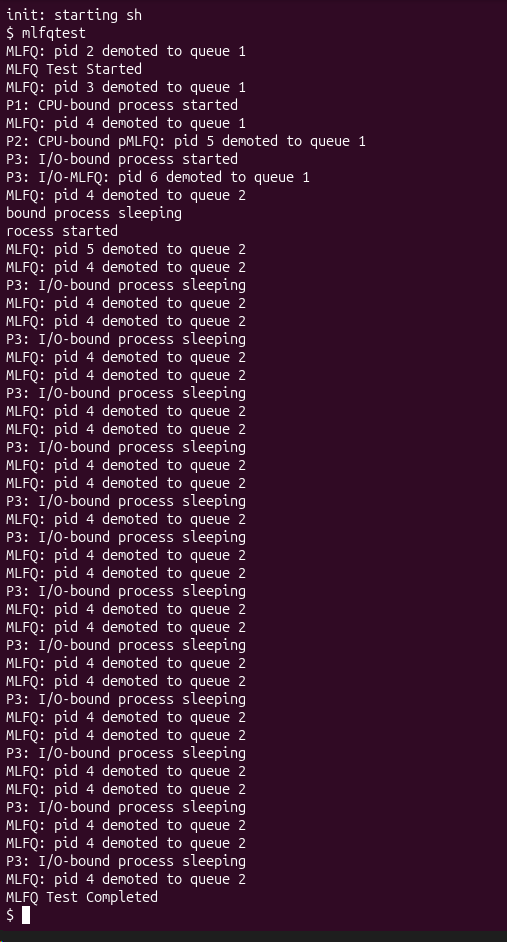 init: starting sh
$ mlfqtest
MLFQ: pid 2 demoted to queue 1
MLFQ Test Started
MLFQ: pid 3 demoted to queue 1
P1: CPU-bound process started
MLFQ: pid 4 demoted to queue 1
P2: CPU-bound pMLFQ: pid 5 demoted to queue 1
P3: I/O-bound process started
P3: I/O-MLFQ: pid 6 demoted to queue 1
MLFQ: pid 4 demoted to queue 2
bound process sleeping
rocess started
MLFQ: pid 5 demoted to queue 2
MLFQ: pid 4 demoted to queue 2
P3: I/O-bound process sleeping
MLFQ: pid 4 demoted to queue 2
MLFQ: pid 4 demoted to queue 2
P3: I/O-bound process sleeping
MLFQ: pid 4 demoted to queue 2
MLFQ: pid 4 demoted to queue 2
P3: I/O-bound process sleeping
MLFQ: pid 4 demoted to queue 2
MLFQ: pid 4 demoted to queue 2
P3: I/O-bound process sleeping
MLFQ: pid 4 demoted to queue 2
MLFQ: pid 4 demoted to queue 2
P3: I/O-bound process sleeping
MLFQ: pid 4 demoted to queue 2
P3: I/O-bound process sleeping
MLFQ: pid 4 demoted to queue 2
MLFQ: pid 4 demoted to queue 2
P3: I/O-bound process sleeping
MLFQ: pid 4 demoted to queue 2
MLFQ: pid 4 demoted to queue 2
P3: I/O-bound process sleeping
MLFQ: pid 4 demoted to queue 2
MLFQ: pid 4 demoted to queue 2
P3: I/O-bound process sleeping
MLFQ: pid 4 demoted to queue 2
MLFQ: pid 4 demoted to queue 2
P3: I/O-bound process sleeping
MLFQ: pid 4 demoted to queue 2
MLFQ: pid 4 demoted to queue 2
P3: I/O-bound process sleeping
MLFQ: pid 4 demoted to queue 2
MLFQ: pid 4 demoted to queue 2
P3: I/O-bound process sleeping
MLFQ: pid 4 demoted to queue 2
MLFQ Test Completed
$